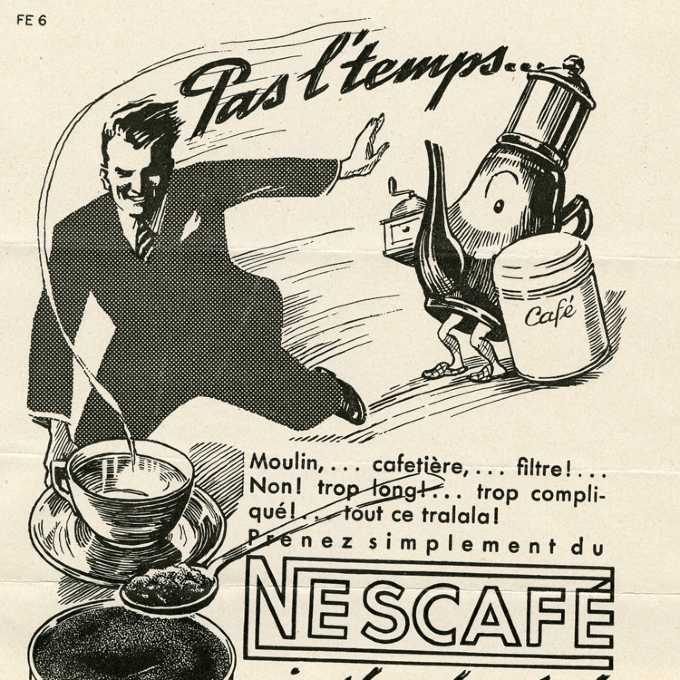 FE 6
Pas l'temps...
Café
Moulin,... cafetière,... filtre!...
Non! trop long!... trop compli-
qué!... tout ce tralala!
Prenez simplement du
NESCAFÉ